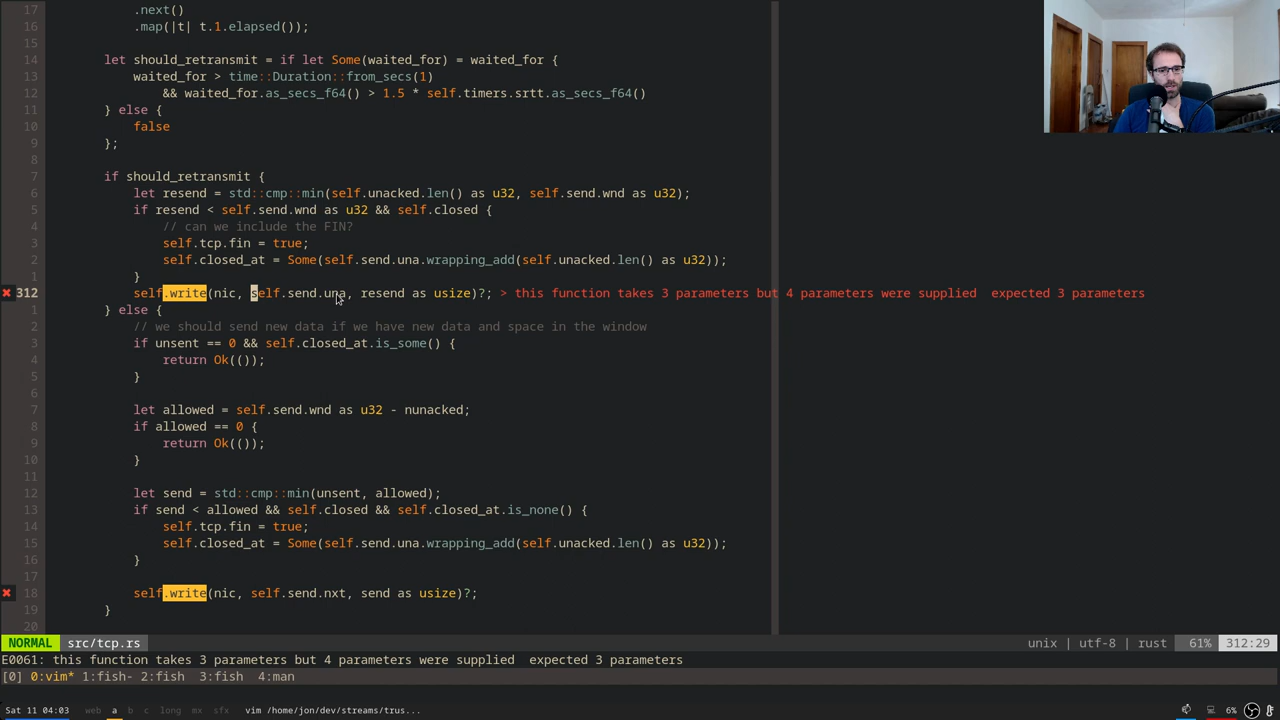 17 .next()
16 .map(|t| t.1.elapsed());
15
14 let should_retransmit = if let Some(waited_for) = waited_for {
13 waited_for > time::Duration::from_secs(1)
12 && waited_for.as_secs_f64() > 1.5 * self.timers.srtt.as_secs_f64()
11 } else {
10 false
9 };
8
7 if should_retransmit {
6 let resend = std::cmp::min(self.unacked.len() as u32, self.send.wnd as u32);
5 if resend < self.send.wnd as u32 && self.closed {
4 // can we include the FIN?
3 self.tcp.fin = true;
2 self.closed_at = Some(self.send.una.wrapping_add(self.unacked.len() as u32));
1 }
312 self.write(nic, self.send.una, resend as usize)?; > this function takes 3 parameters but 4 parameters were supplied  expected 3 parameters
1 } else {
2 // we should send new data if we have new data and space in the window
3 if unsent == 0 && self.closed_at.is_some() {
4 return Ok(());
5 }
6
7 let allowed = self.send.wnd as u32 - nunacked;
8 if allowed == 0 {
9 return Ok(());
10 }
11
12 let send = std::cmp::min(unsent, allowed);
13 if send < allowed && self.closed && self.closed_at.is_none() {
14 self.tcp.fin = true;
15 self.closed_at = Some(self.send.una.wrapping_add(self.unacked.len() as u32));
16 }
17
18 self.write(nic, self.send.nxt, send as usize)?;
19 }
20
NORMAL src/tcp.rs unix | utf-8 | rust 61% 312:29
E0061: this function takes 3 parameters but 4 parameters were supplied  expected 3 parameters
[0] 0:vim* 1:fish- 2:fish 3:fish 4:man
Sat 11 04:03 web a b c long mx sfx vim /home/jon/dev/streams/trus... 6%